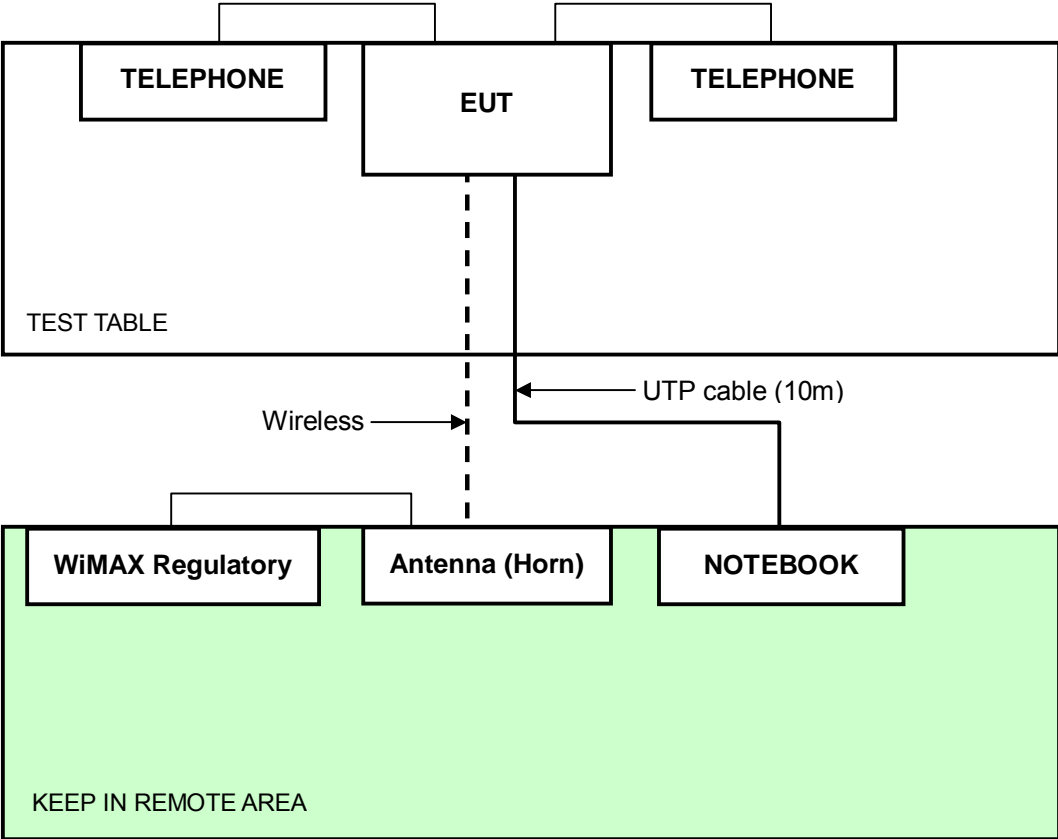 TELEPHONE
EUT
TELEPHONE
TEST TABLE
UTP cable (10m)
Wireless
WiMAX Regulatory
Antenna (Horn)
NOTEBOOK
KEEP IN REMOTE AREA